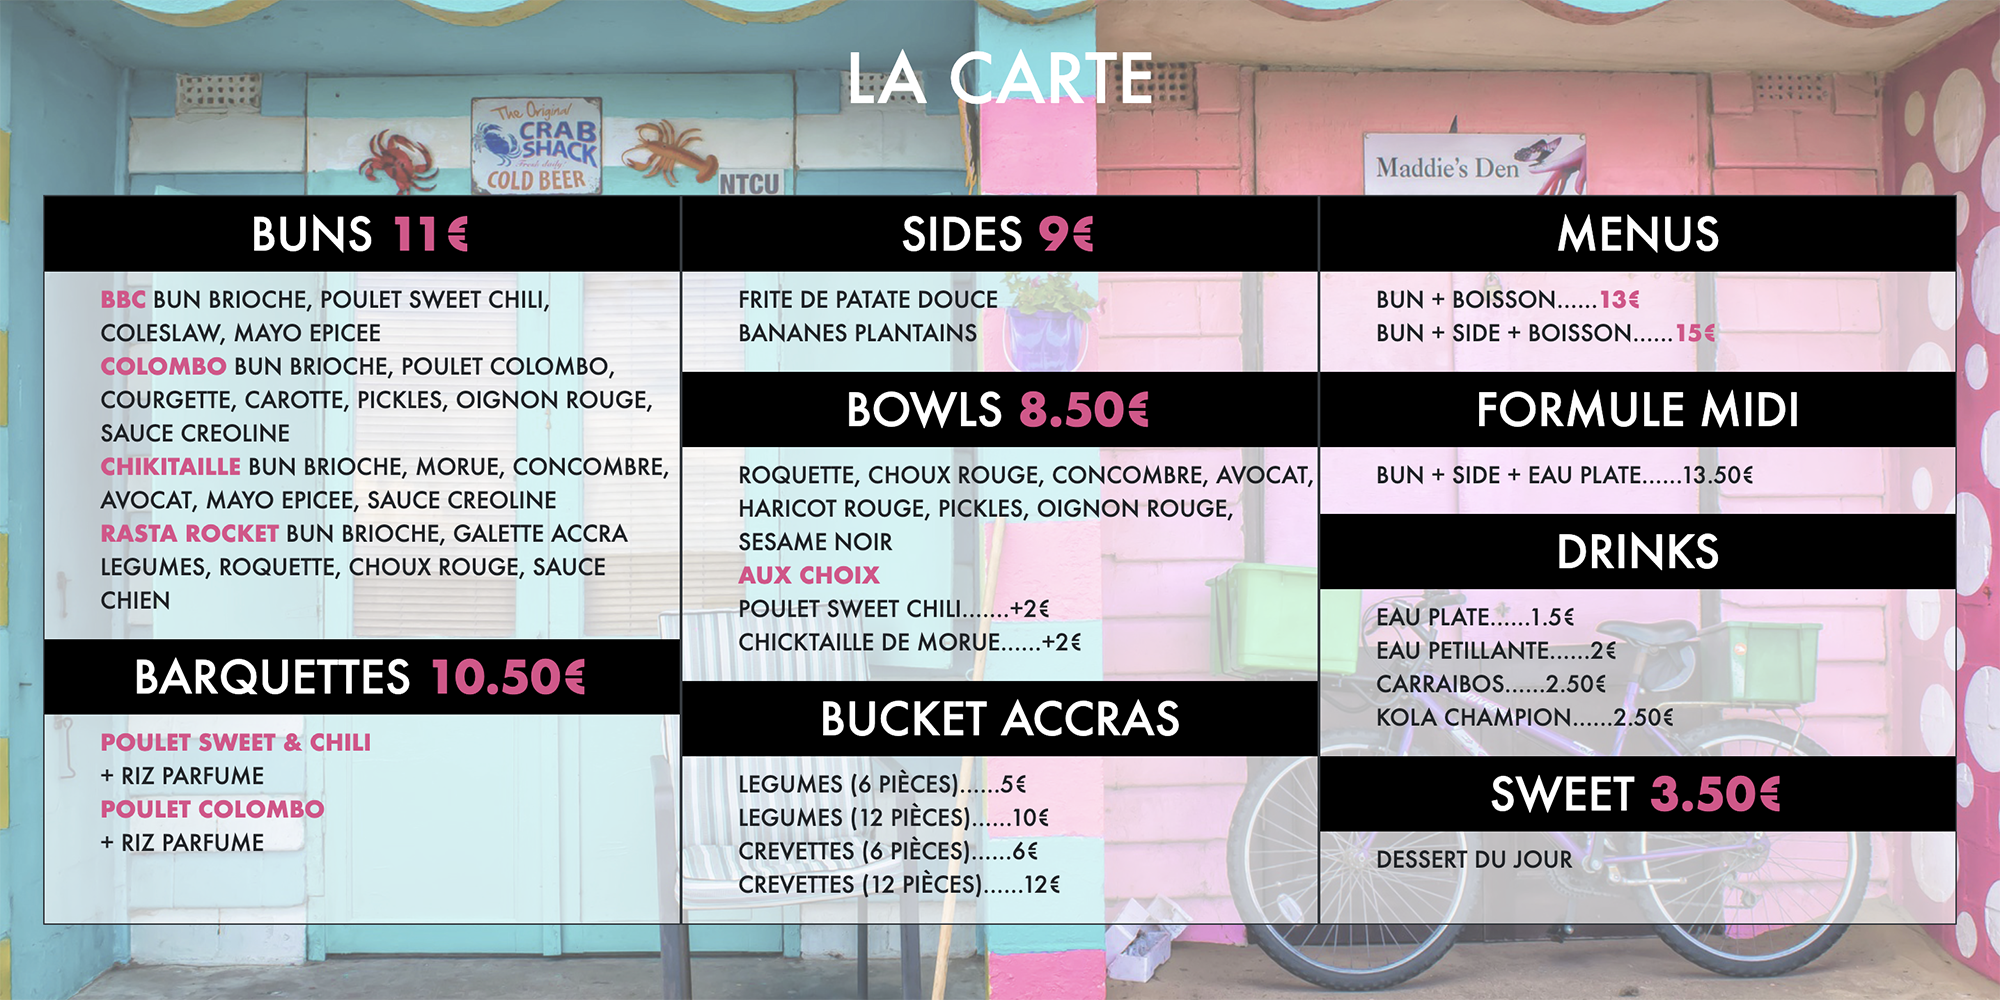 LA CARTE
The Original
CRAB
SHACK
Fresh daily
COLD BEER
NTCU
Maddie's Den
BUNS 11€
BBC BUN BRIOCHE, POULET SWEET CHILI,
COLESLAW, MAYO EPICEE
COLOMBO BUN BRIOCHE, POULET COLOMBO,
COURGETTE, CAROTTE, PICKLES, OIGNON ROUGE,
SAUCE CREOLINE
CHIKITAILLE BUN BRIOCHE, MORUE, CONCOMBRE,
AVOCAT, MAYO EPICEE, SAUCE CREOLINE
RASTA ROCKET BUN BRIOCHE, GALETTE ACCRA
LEGUMES, ROQUETTE, CHOUX ROUGE, SAUCE
CHIEN
BARQUETTES 10.50€
POULET SWEET & CHILI
+ RIZ PARFUME
POULET COLOMBO
+ RIZ PARFUME
SIDES 9€
FRITE DE PATATE DOUCE
BANANES PLANTAINS
BOWLS 8.50€
ROQUETTE, CHOUX ROUGE, CONCOMBRE, AVOCAT,
HARICOT ROUGE, PICKLES, OIGNON ROUGE,
SESAME NOIR
AUX CHOIX
POULET SWEET CHILI.......+2€
CHICKTAILLE DE MORUE......+2€
BUCKET ACCRAS
LEGUMES (6 PIÈCES)......5€
LEGUMES (12 PIÈCES)......10€
CREVETTES (6 PIÈCES)......6€
CREVETTES (12 PIÈCES)......12€
MENUS
BUN + BOISSON......13€
BUN + SIDE + BOISSON......15€
FORMULE MIDI
BUN + SIDE + EAU PLATE......13.50€
DRINKS
EAU PLATE......1.5€
EAU PETILLANTE......2€
CARRAIBOS......2.50€
KOLA CHAMPION......2.50€
SWEET 3.50€
DESSERT DU JOUR